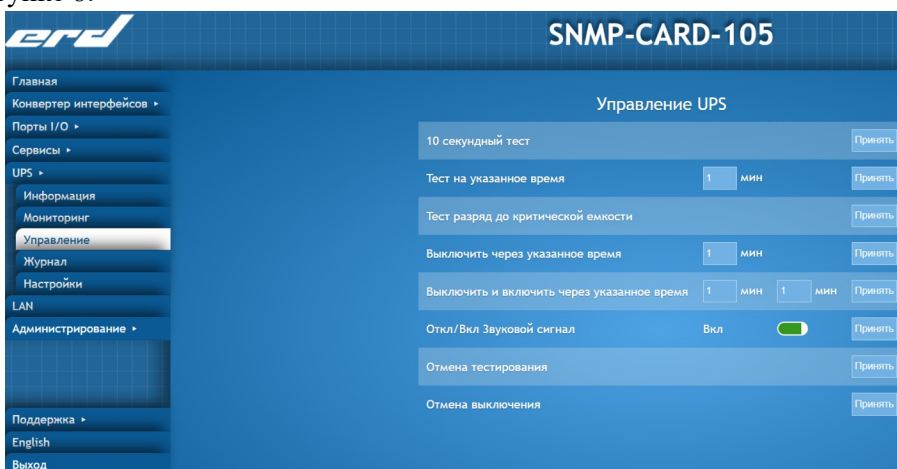 erd
SNMP-CARD-105
Главная
Конвертер интерфейсов ▸
Порты I/O ▸
Сервисы ▸
UPS ▸
Информация
Мониторинг
Управление
Журнал
Настройки
LAN
Администрирование ▸
Поддержка ▸
English
Выход
Управление UPS
10 секундный тест Принять
Тест на указанное время 1 мин Принять
Тест разряд до критической емкости Принять
Выключить через указанное время 1 мин Принять
Выключить и включить через указанное время 1 мин 1 мин Принять
Откл/Вкл Звуковой сигнал Вкл Принять
Отмена тестирования Принять
Отмена выключения Принять